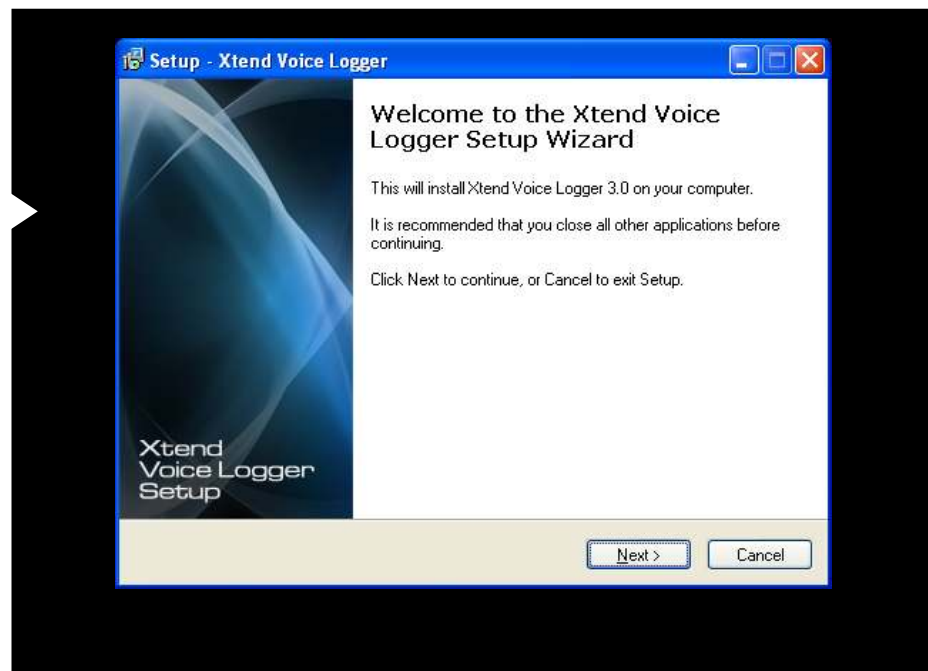 Setup - Xtend Voice Logger
Welcome to the Xtend Voice
Logger Setup Wizard
This will install Xtend Voice Logger 3.0 on your computer.
It is recommended that you close all other applications before
continuing.
Click Next to continue, or Cancel to exit Setup.
Xtend
Voice Logger
Setup
Next >
Cancel